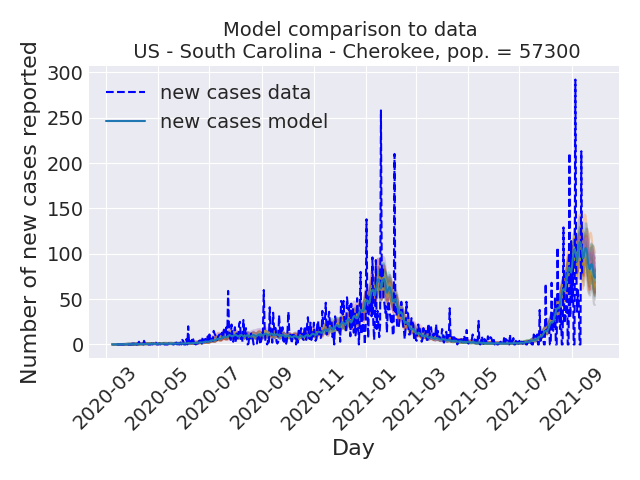 Model comparison to data
US - South Carolina - Cherokee, pop. = 57300
Number of new cases reported
300
250
200
150
100
50
0
new cases data
new cases model
2020-03
2020-05
2020-07
2020-09
2020-11
2021-01
2021-03
2021-05
2021-07
2021-09
Day